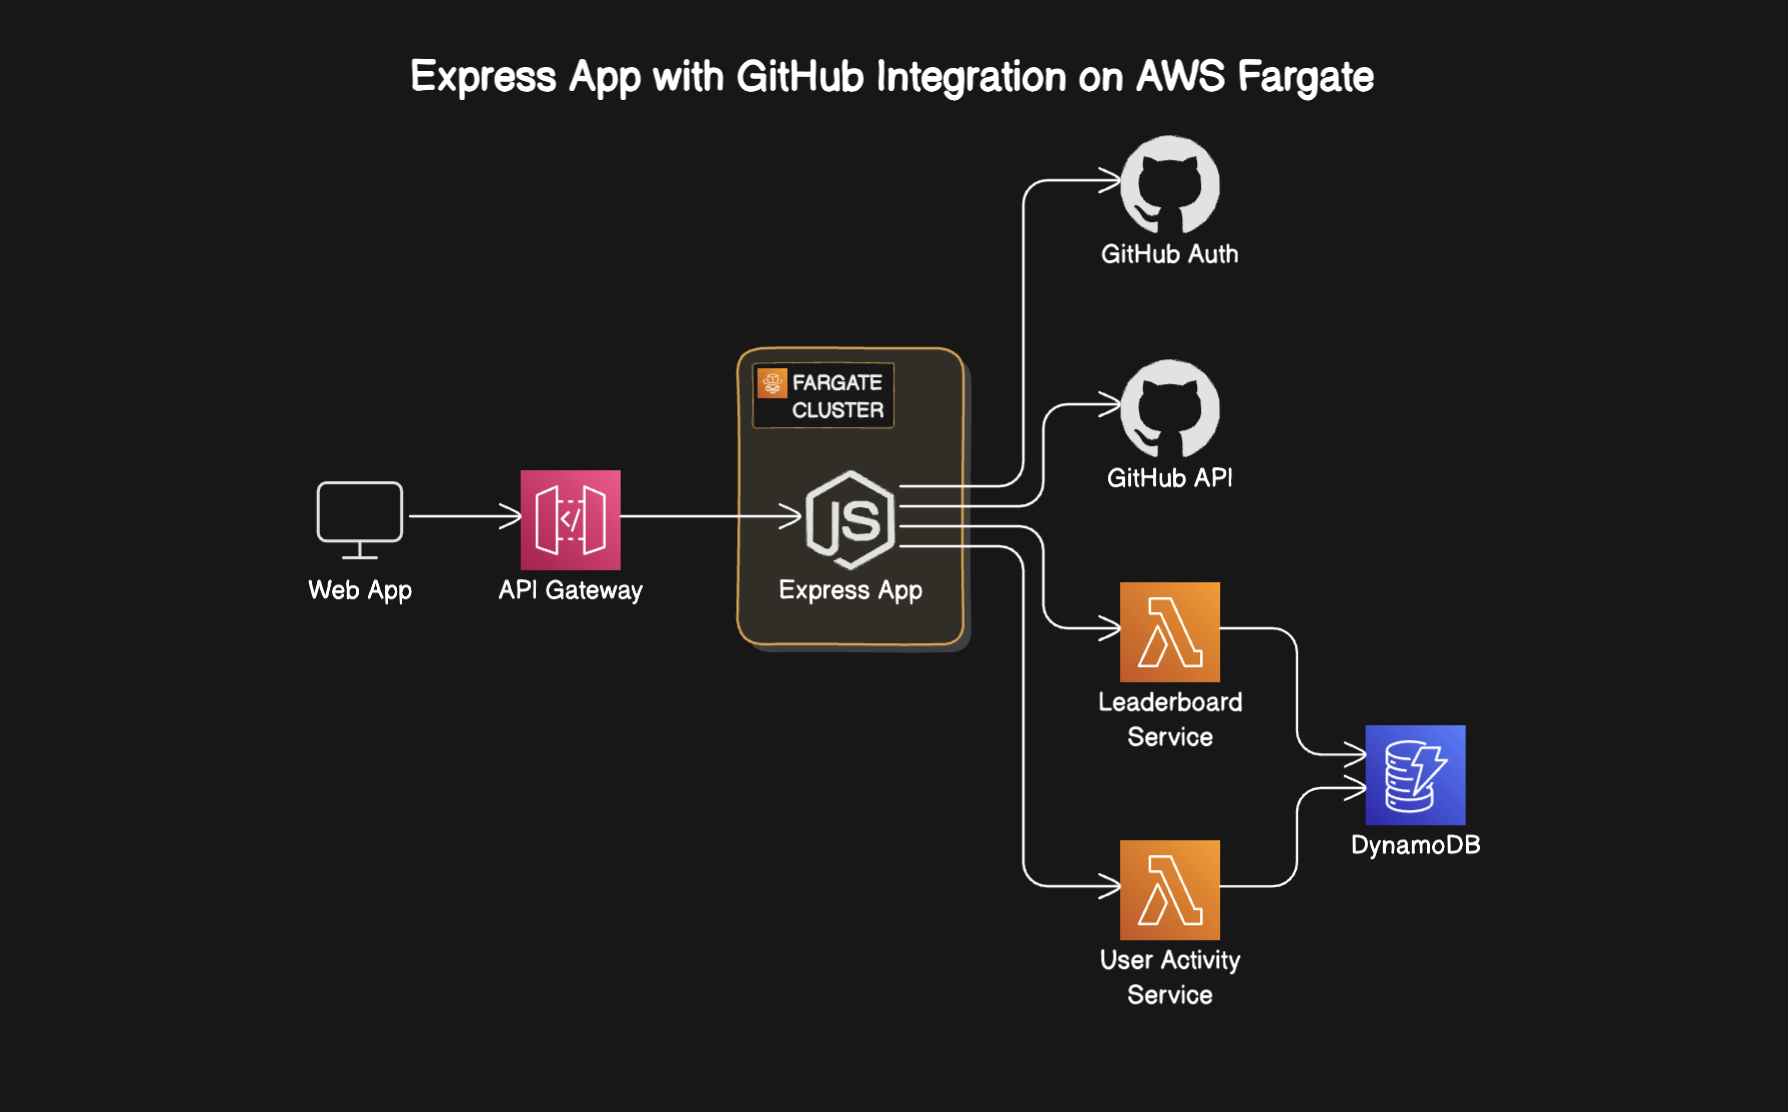 Express App with GitHub Integration on AWS Fargate
GitHub Auth
FARGATE
CLUSTER
GitHub API
JS
Web App
API Gateway
Express App
Leaderboard
Service
DynamoDB
User Activity
Service